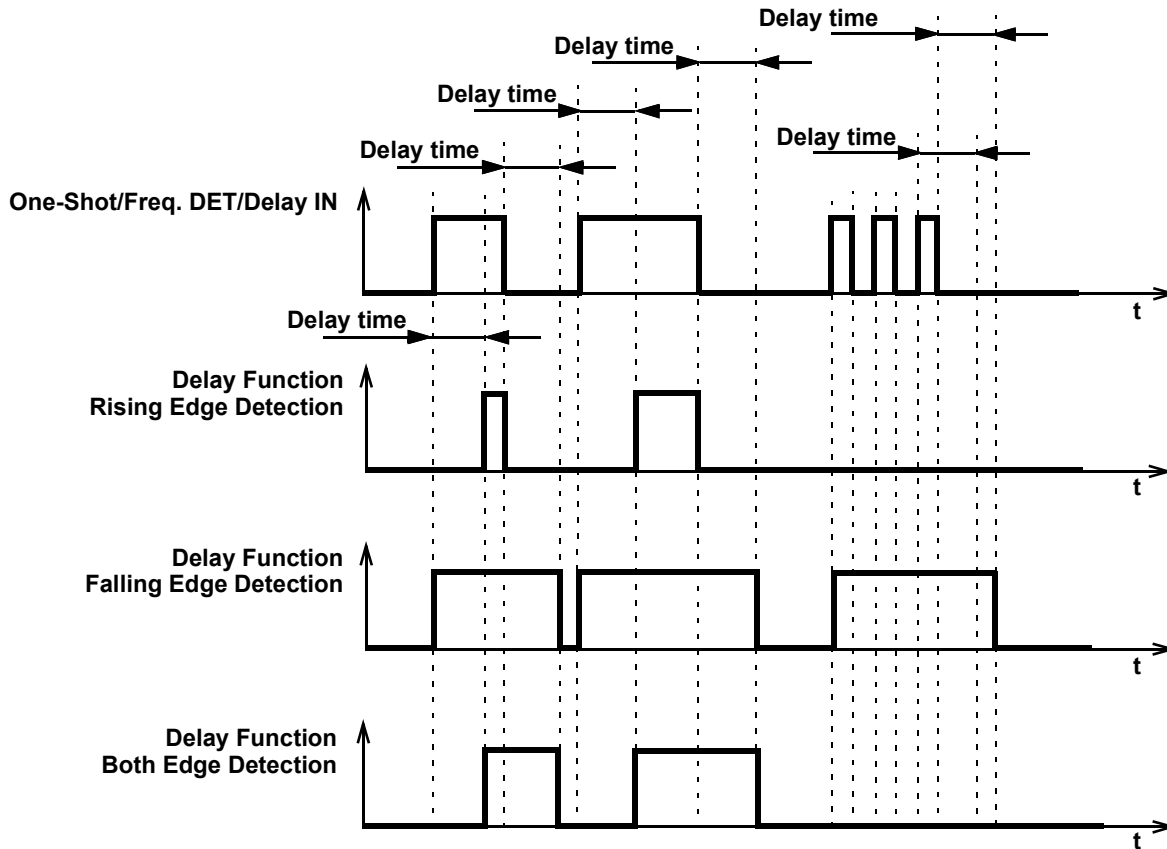 Delay time
Delay time
Delay time
Delay time
Delay time
One-Shot/Freq. DET/Delay IN
t
Delay time
Delay Function
Rising Edge Detection
t
Delay Function
Falling Edge Detection
t
Delay Function
Both Edge Detection
t